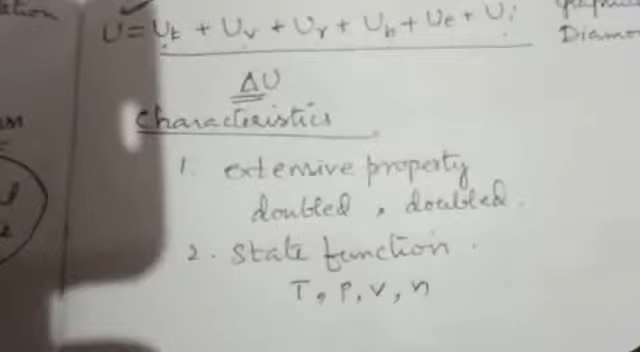 U = Ut + Uv + Ur + Ub + Ue + Ui
Diamo
ΔU
Characteristics
1. extensive property
doubled, doubled.
2. State function.
T, P, V, n